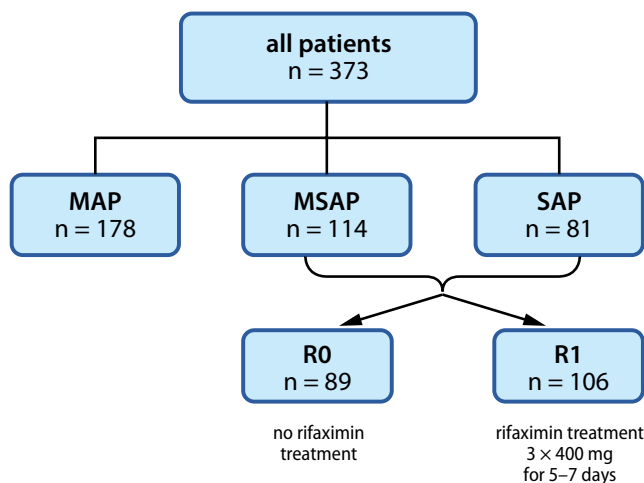 all patients
n = 373
MAP
n = 178
MSAP
n = 114
SAP
n = 81
R0
n = 89
R1
n = 106
no rifaximin
treatment
rifaximin treatment
3 × 400 mg
for 5–7 days